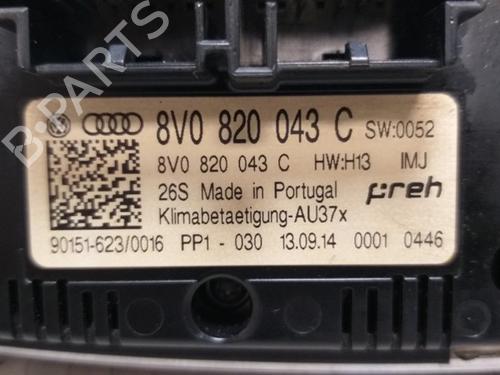 8V0 820 043 C SW:0052
8V0 820 043 C HW:H13 IMJ
26S Made in Portugal preh
Klimabetaetigung-AU37x
90151-623/0016 PP1 - 030 13.09.14 0001 0446
B-PARTS